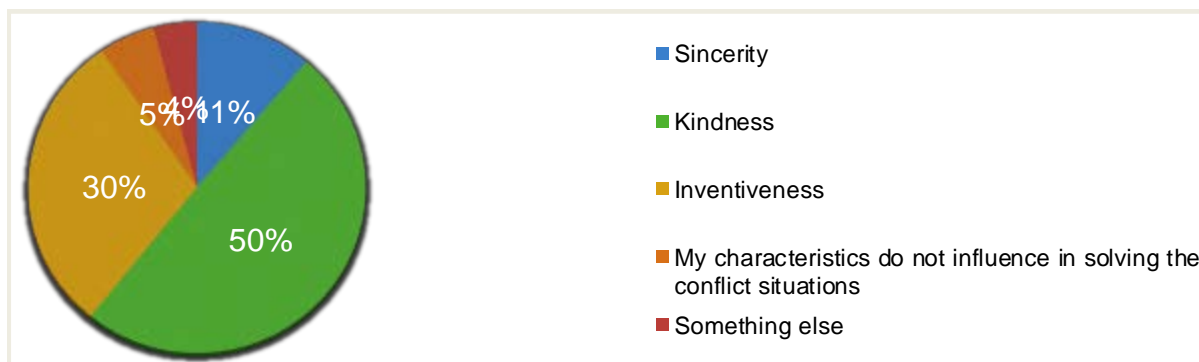 Sincerity
4%
11%
5%
Kindness
30%
Inventiveness
50%
My characteristics do not influence in solving the
conflict situations
Something else